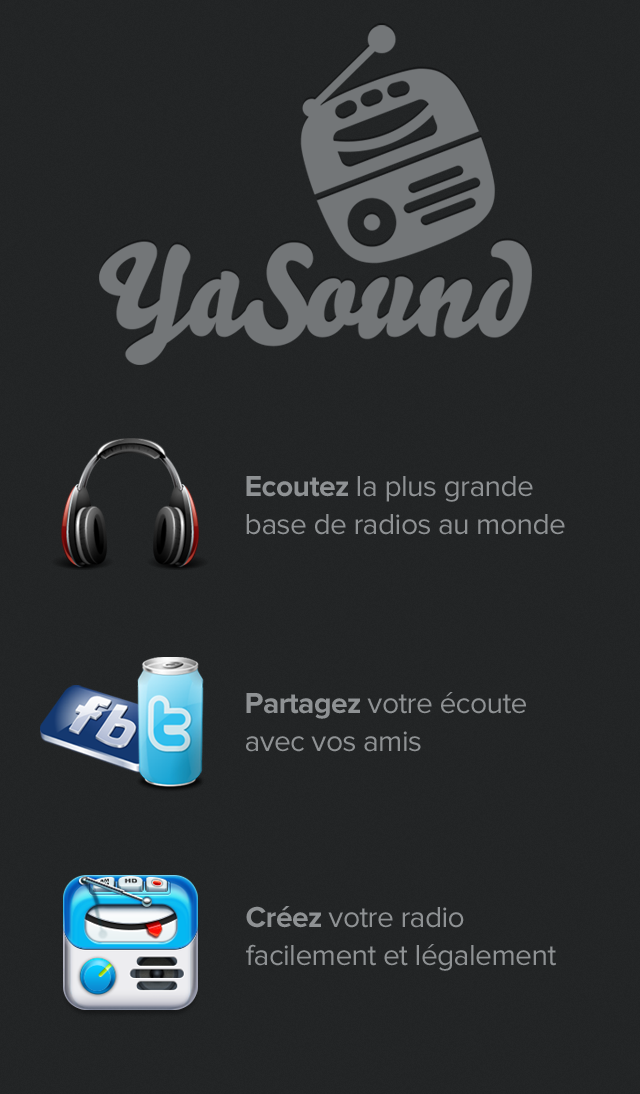 YaSound
Ecoutez la plus grande
base de radios au monde
fb
t
Partagez votre écoute
avec vos amis
AM
HD
Créez votre radio
facilement et légalement